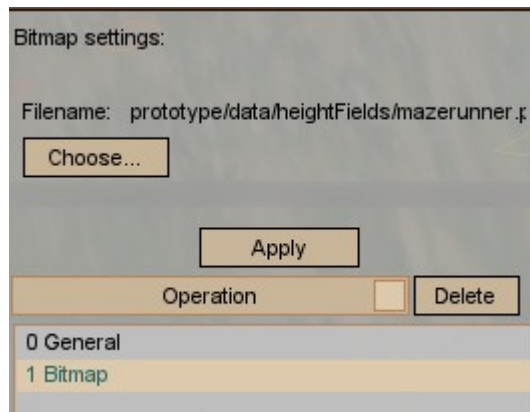 Bitmap settings:
Filename: prototype/data/heightFields/mazerunner.p
Choose...
Apply
Operation Delete
0 General
1 Bitmap